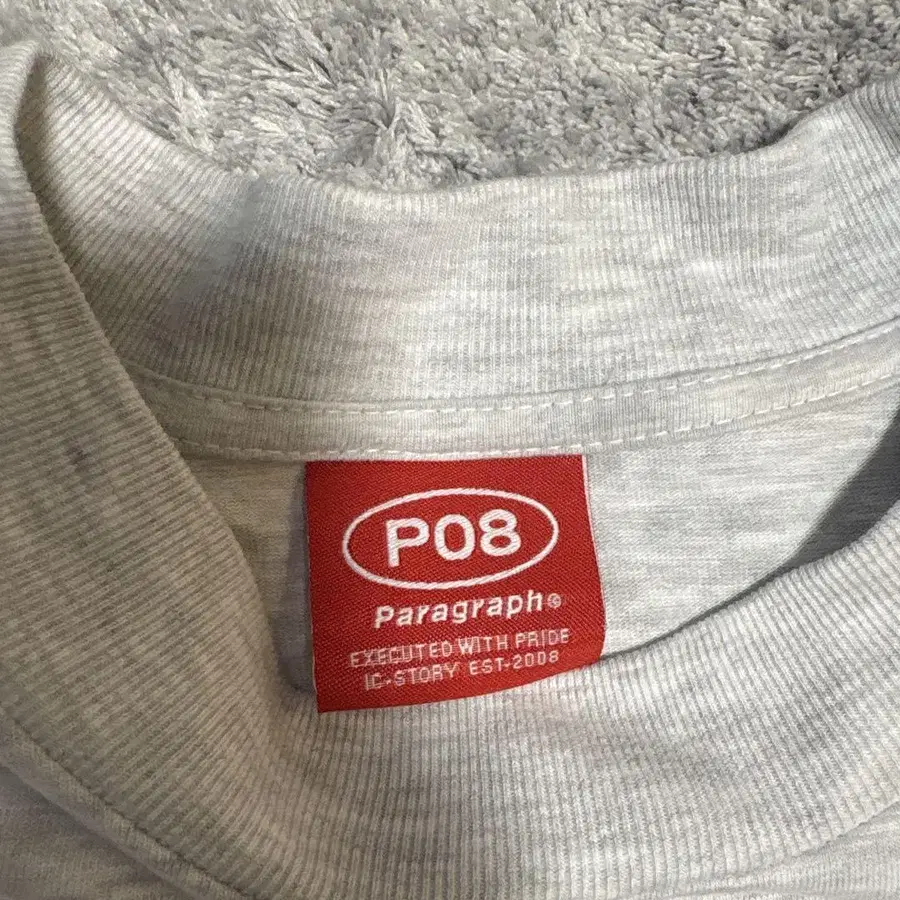 P08
Paragraph®
EXECUTED WITH PRIDE
IC-STORY EST-2008